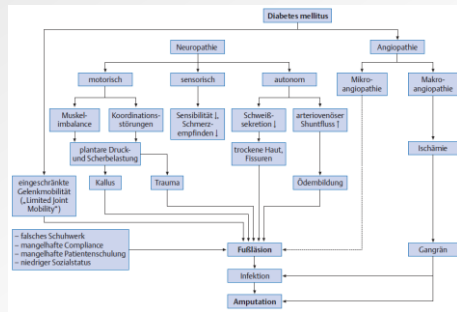 Diabetes mellitus
Neuropathie
Angiopathie
motorisch
sensorisch
autonom
Mikro-
angiopathie
Makro-
angiopathie
Muskel-
imbalance
Koordinations-
störungen
Sensibilität ↓,
Schmerz-
empfinden ↓
Schweiß-
sekretion ↓
arteriovenöser
Shuntfluss ↑
plantare Druck-
und Scherbelastung
trockene Haut,
Fissuren
Ischämie
eingeschränkte
Gelenkmobilität
(„Limited Joint
Mobility“)
Kallus
Trauma
Ödembildung
– falsches Schuhwerk
– mangelhafte Compliance
– mangelhafte Patientenschulung
– niedriger Sozialstatus
Fußläsion
Gangrän
Infektion
Amputation